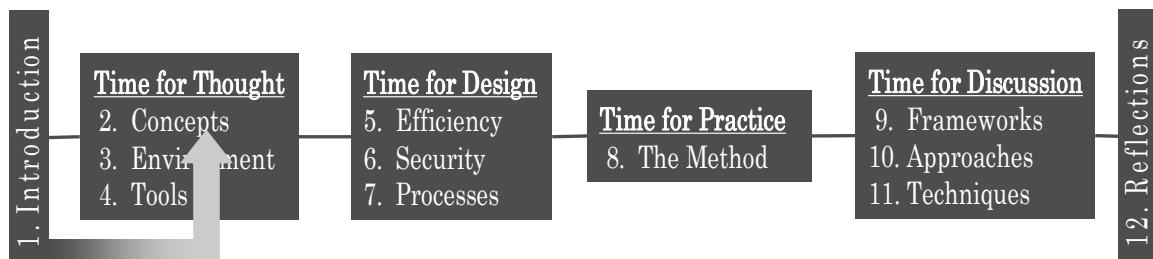 1. Introduction
Time for Thought
2. Concepts
3. Environment
4. Tools
Time for Design
5. Efficiency
6. Security
7. Processes
Time for Practice
8. The Method
Time for Discussion
9. Frameworks
10. Approaches
11. Techniques
12. Reflections